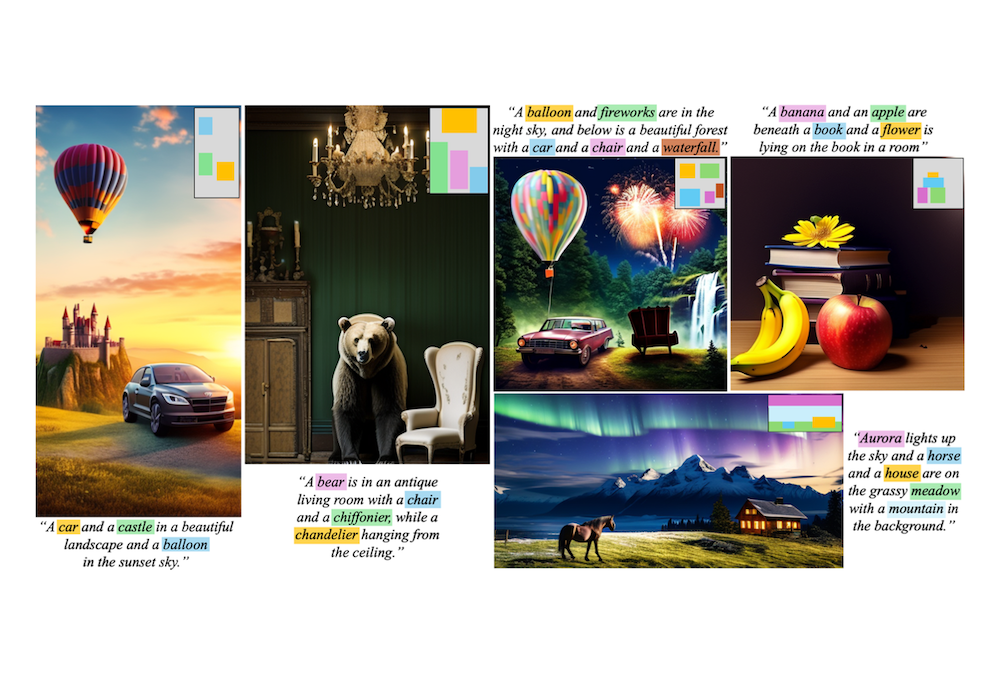 “A car and a castle in a beautiful
landscape and a balloon
in the sunset sky.”
“A bear is in an antique
living room with a chair
and a chiffonier, while a
chandelier hanging from
the ceiling.”
“A balloon and fireworks are in the
night sky, and below is a beautiful forest
with a car and a chair and a waterfall.”
“A banana and an apple are
beneath a book and a flower is
lying on the book in a room”
“Aurora lights up
the sky and a horse
and a house are on
the grassy meadow
with a mountain in
the background.”